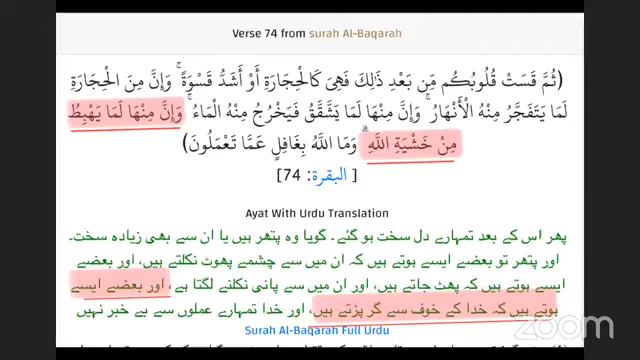 Verse 74 from surah Al-Baqarah
﴿ثُمَّ قَسَتْ قُلُوبُكُم مِّن بَعْدِ ذَٰلِكَ فَهِيَ كَالْحِجَارَةِ أَوْ أَشَدُّ قَسْوَةً ۚ وَإِنَّ مِنَ الْحِجَارَةِ
لَمَا يَتَفَجَّرُ مِنْهُ الْأَنْهَارُ ۚ وَإِنَّ مِنْهَا لَمَا يَشَّقَّقُ فَيَخْرُجُ مِنْهُ الْمَاءُ ۚ وَإِنَّ مِنْهَا لَمَا يَهْبِطُ
مِنْ خَشْيَةِ اللَّهِ ۗ وَمَا اللَّهُ بِغَافِلٍ عَمَّا تَعْمَلُونَ﴾
[ البقرة: 74]
Ayat With Urdu Translation
پھر اس کے بعد تمہارے دل سخت ہو گئے۔ گویا وہ پتھر ہیں یا ان سے بھی زیادہ سخت۔
اور پتھر تو بعضے ایسے ہوتے ہیں کہ ان میں سے چشمے پھوٹ نکلتے ہیں، اور بعضے
ایسے ہوتے ہیں کہ پھٹ جاتے ہیں، اور ان میں سے پانی نکلنے لگتا ہے، اور بعضے ایسے
ہوتے ہیں کہ خدا کے خوف سے گر پڑتے ہیں، اور خدا تمہارے عملوں سے بے خبر نہیں
Surah Al-Baqarah Full Urdu
zoom